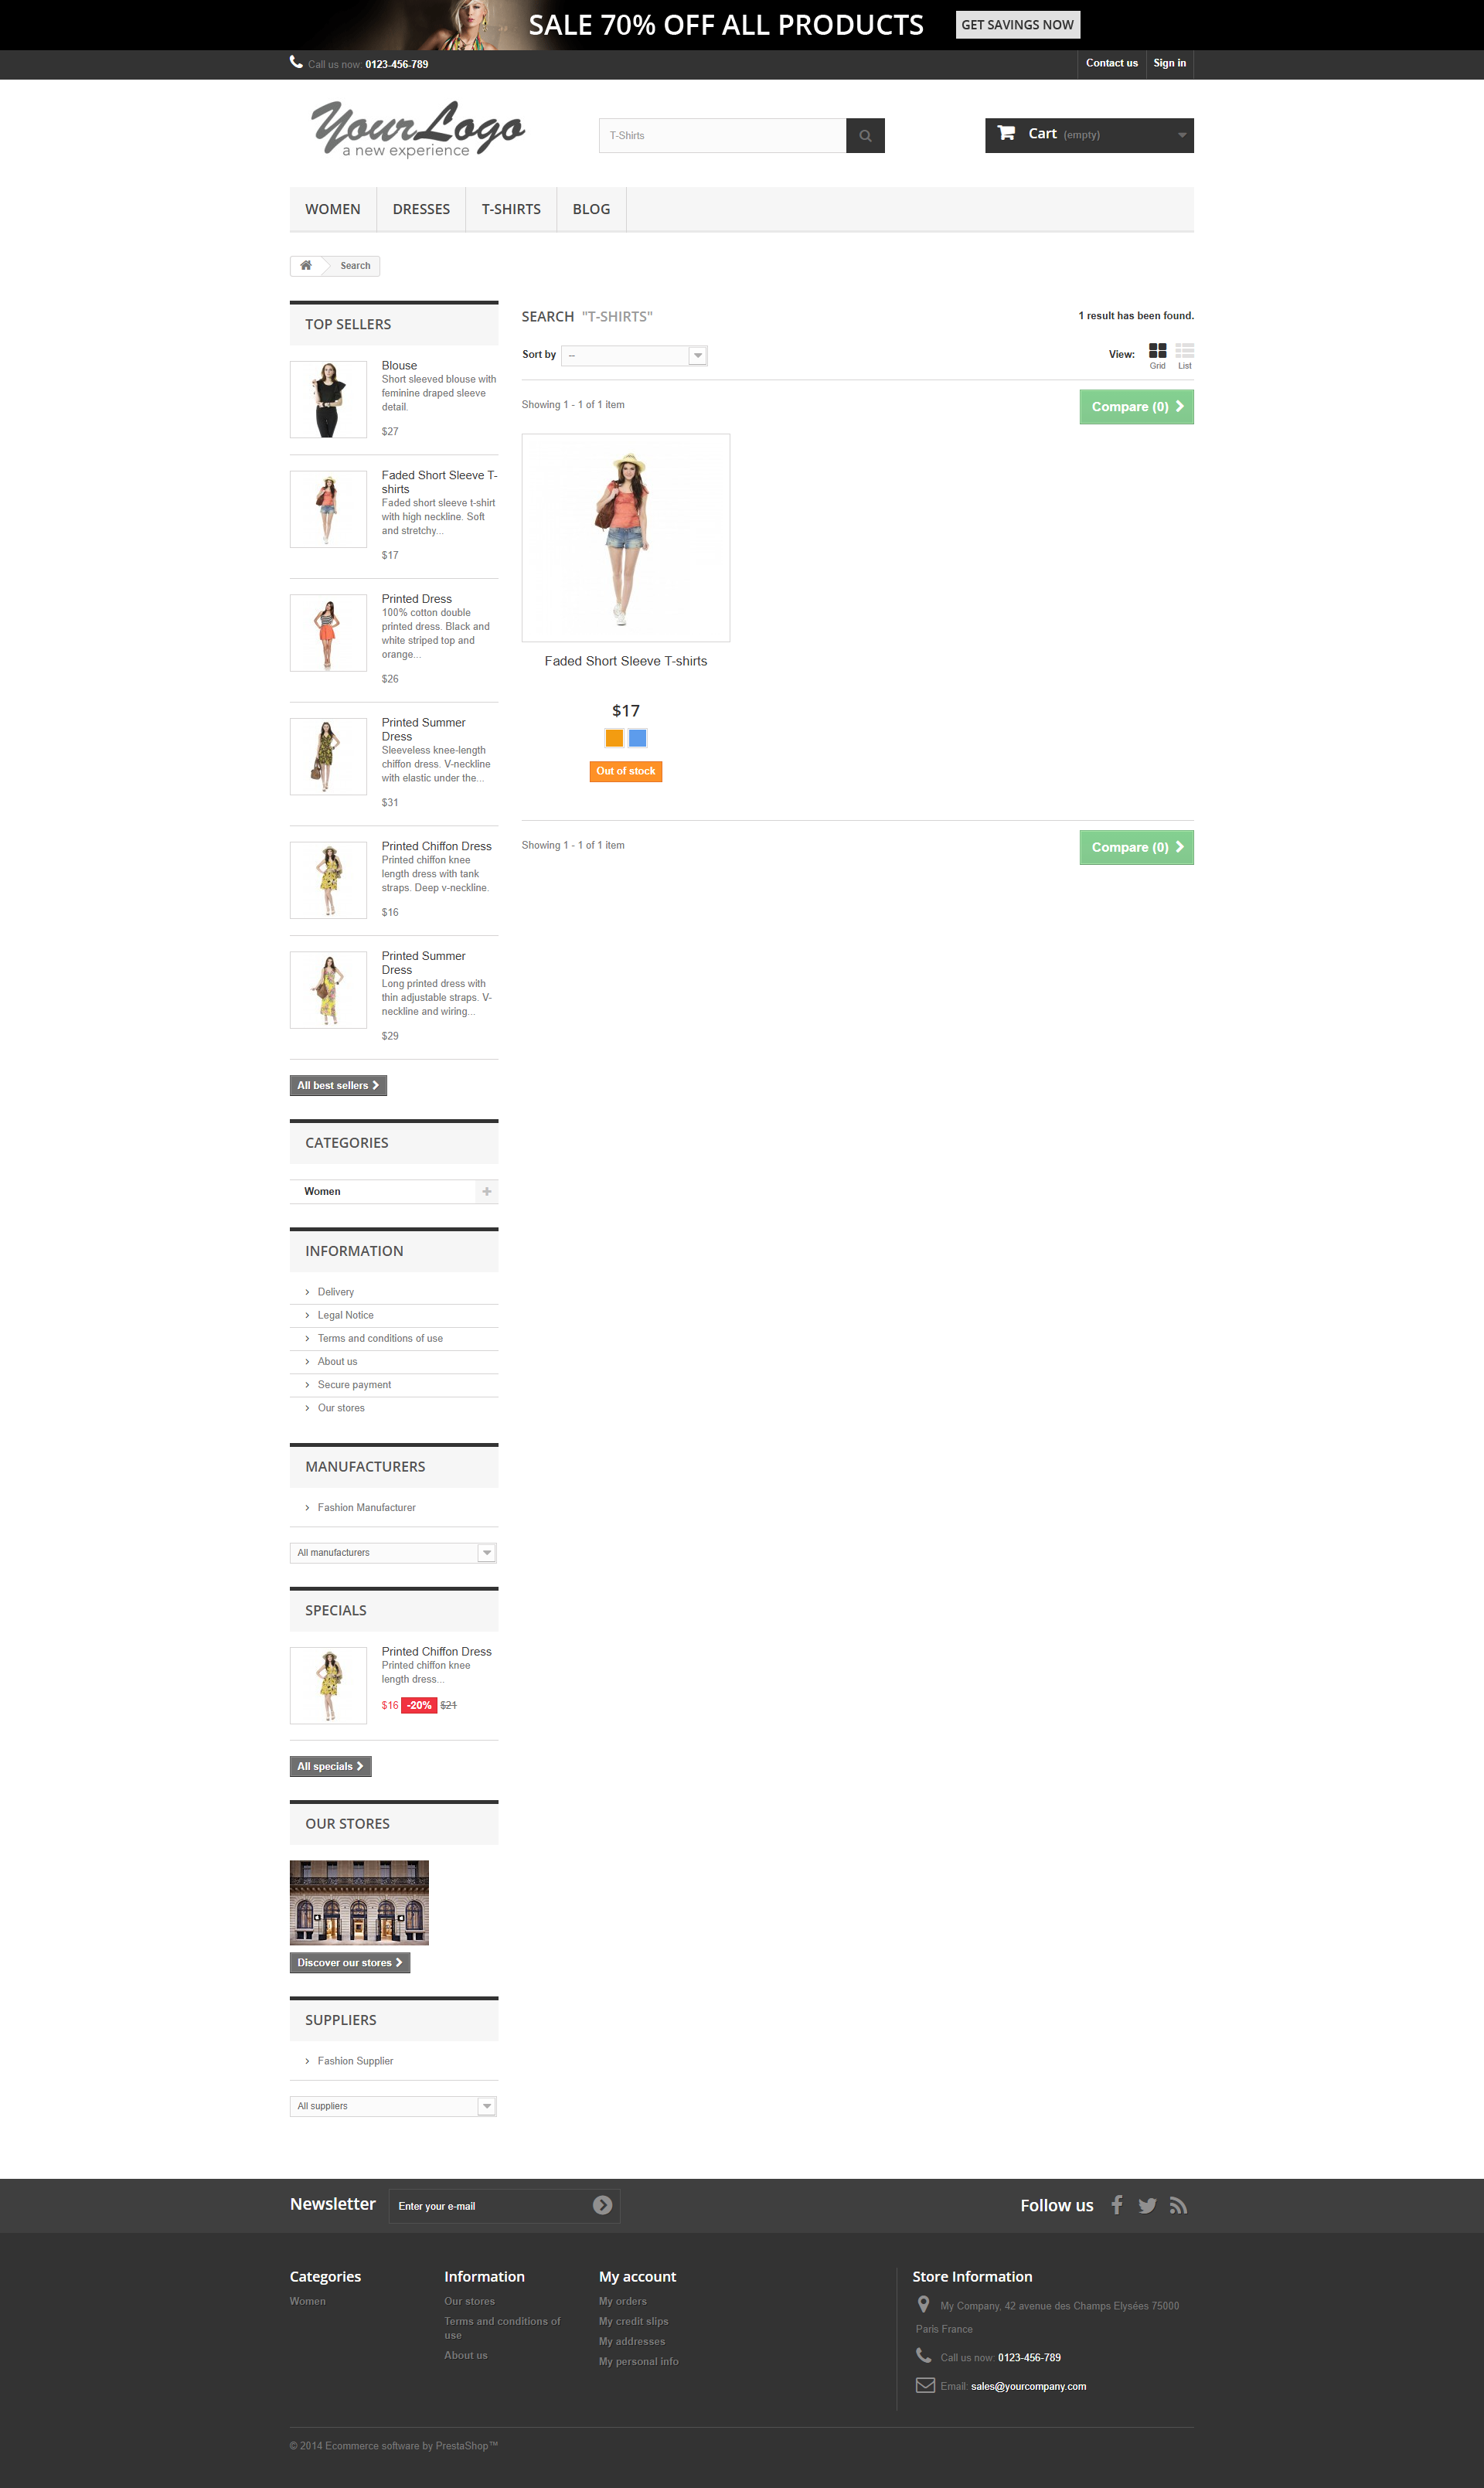 SALE 70% OFF ALL PRODUCTS GET SAVINGS NOW
Call us now: 0123-456-789
Contact us
Sign in
YourLogo
a new experience
T-Shirts
Cart (empty)
WOMEN
DRESSES
T-SHIRTS
BLOG
Search
TOP SELLERS
Blouse
Short sleeved blouse with
feminine draped sleeve
detail.
$27
Faded Short Sleeve T-
shirts
Faded short sleeve t-shirt
with high neckline. Soft
and stretchy...
$17
Printed Dress
100% cotton double
printed dress. Black and
white striped top and
orange...
$26
Printed Summer
Dress
Sleeveless knee-length
chiffon dress. V-neckline
with elastic under the...
$31
Printed Chiffon Dress
Printed chiffon knee
length dress with tank
straps. Deep v-neckline.
$16
Printed Summer
Dress
Long printed dress with
thin adjustable straps. V-
neckline and wiring...
$29
All best sellers
CATEGORIES
Women
INFORMATION
Delivery
Legal Notice
Terms and conditions of use
About us
Secure payment
Our stores
MANUFACTURERS
Fashion Manufacturer
All manufacturers
SPECIALS
Printed Chiffon Dress
Printed chiffon knee
length dress...
$16 -20% $21
All specials
OUR STORES
Discover our stores
SUPPLIERS
Fashion Supplier
All suppliers
SEARCH "T-SHIRTS"
1 result has been found.
Sort by --
View:
Grid
List
Showing 1 - 1 of 1 item
Compare (0)
Faded Short Sleeve T-shirts
$17
Out of stock
Showing 1 - 1 of 1 item
Compare (0)
Newsletter
Enter your e-mail
Follow us
Categories
Women
Information
Our stores
Terms and conditions of
use
About us
My account
My orders
My credit slips
My addresses
My personal info
Store Information
My Company, 42 avenue des Champs Elysées 75000
Paris France
Call us now: 0123-456-789
Email: sales@yourcompany.com
© 2014 Ecommerce software by PrestaShop™